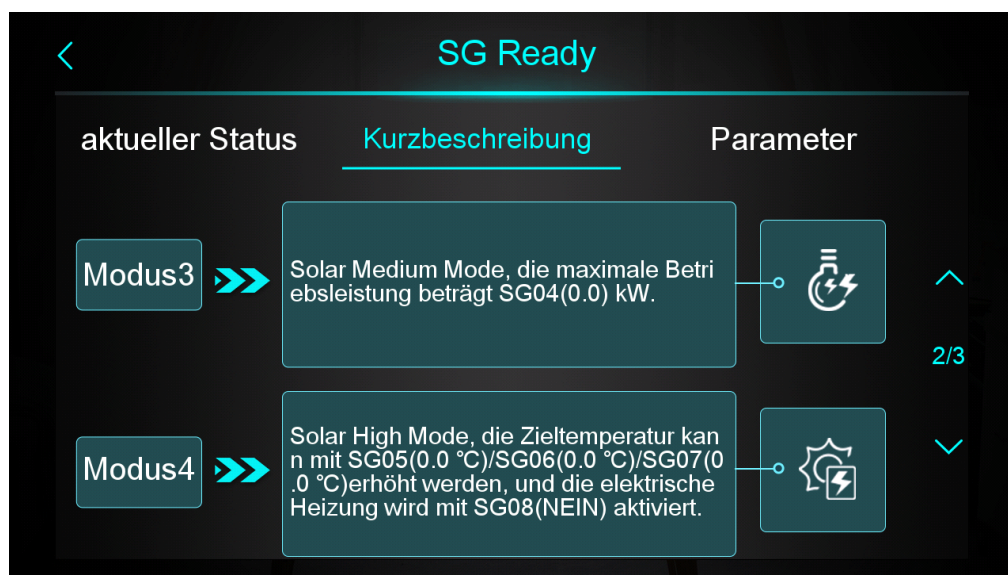 SG Ready
aktueller Status Kurzbeschreibung Parameter
Modus3
Solar Medium Mode, die maximale Betri
ebsleistung beträgt SG04(0.0) kW.
2/3
Modus4
Solar High Mode, die Zieltemperatur kan
n mit SG05(0.0 ℃)/SG06(0.0 ℃)/SG07(0
.0 ℃)erhöht werden, und die elektrische
Heizung wird mit SG08(NEIN) aktiviert.